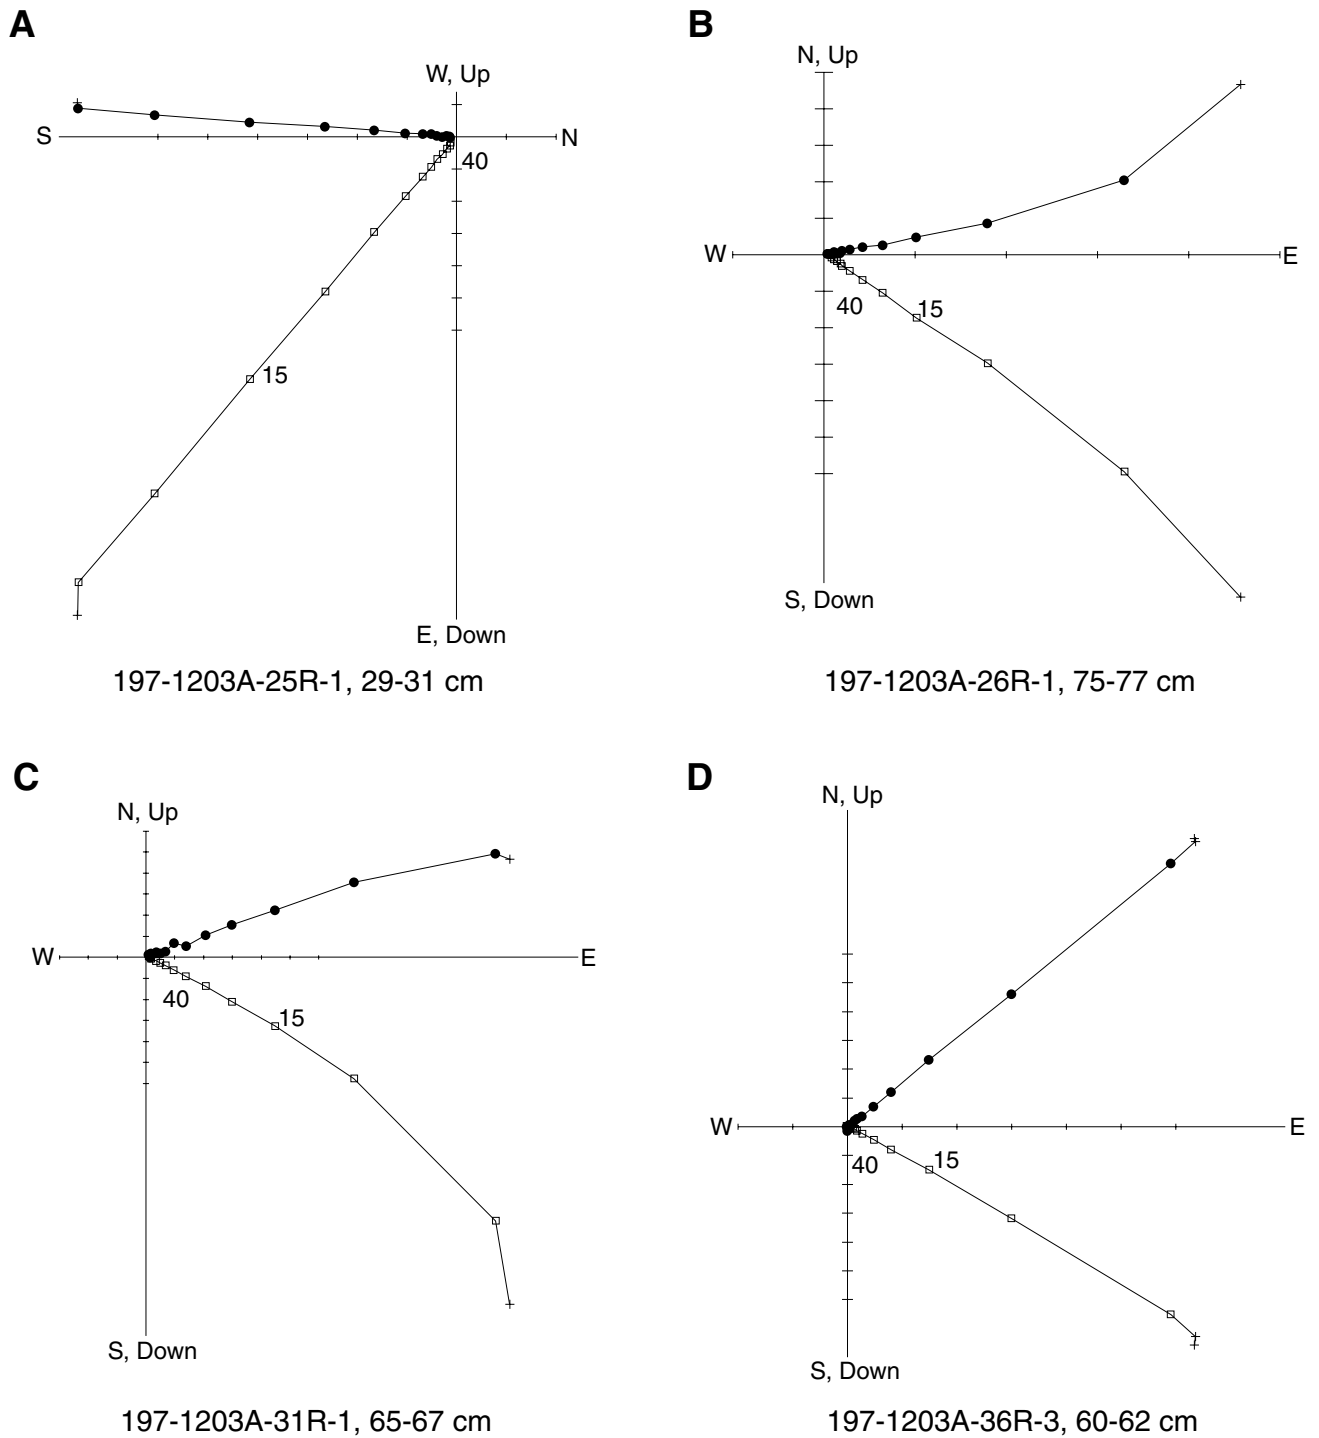 A
W, Up
S
N
40
15
E, Down
197-1203A-25R-1, 29-31 cm
B
N, Up
W
E
40
15
S, Down
197-1203A-26R-1, 75-77 cm
C
N, Up
W
E
40
15
S, Down
197-1203A-31R-1, 65-67 cm
D
N, Up
W
E
40
15
S, Down
197-1203A-36R-3, 60-62 cm